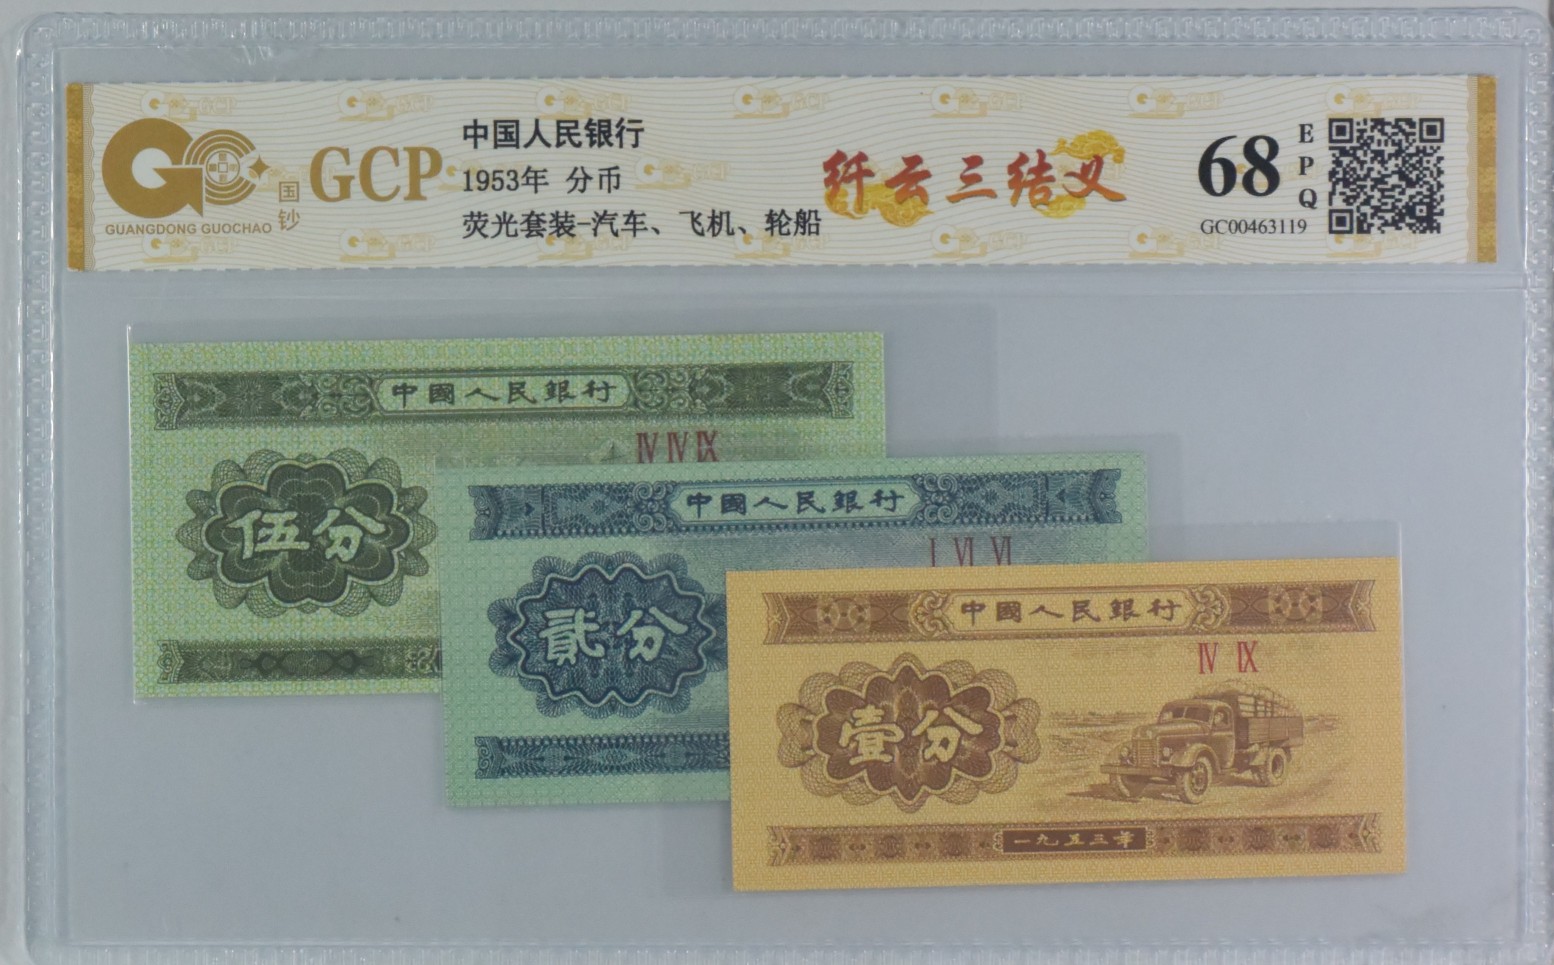 中国人民银行
1953年 分币
荧光套装-汽车、飞机、轮船
GCP
国钞
GUANGDONG GUOCHAO
纤云三结义
68
EPQ
GC00463119
中國人民銀行
ⅣⅣⅨ
伍分
中國人民銀行
Ⅰ Ⅵ Ⅵ
貳分
中國人民銀行
Ⅳ Ⅸ
壹分
一九五三年